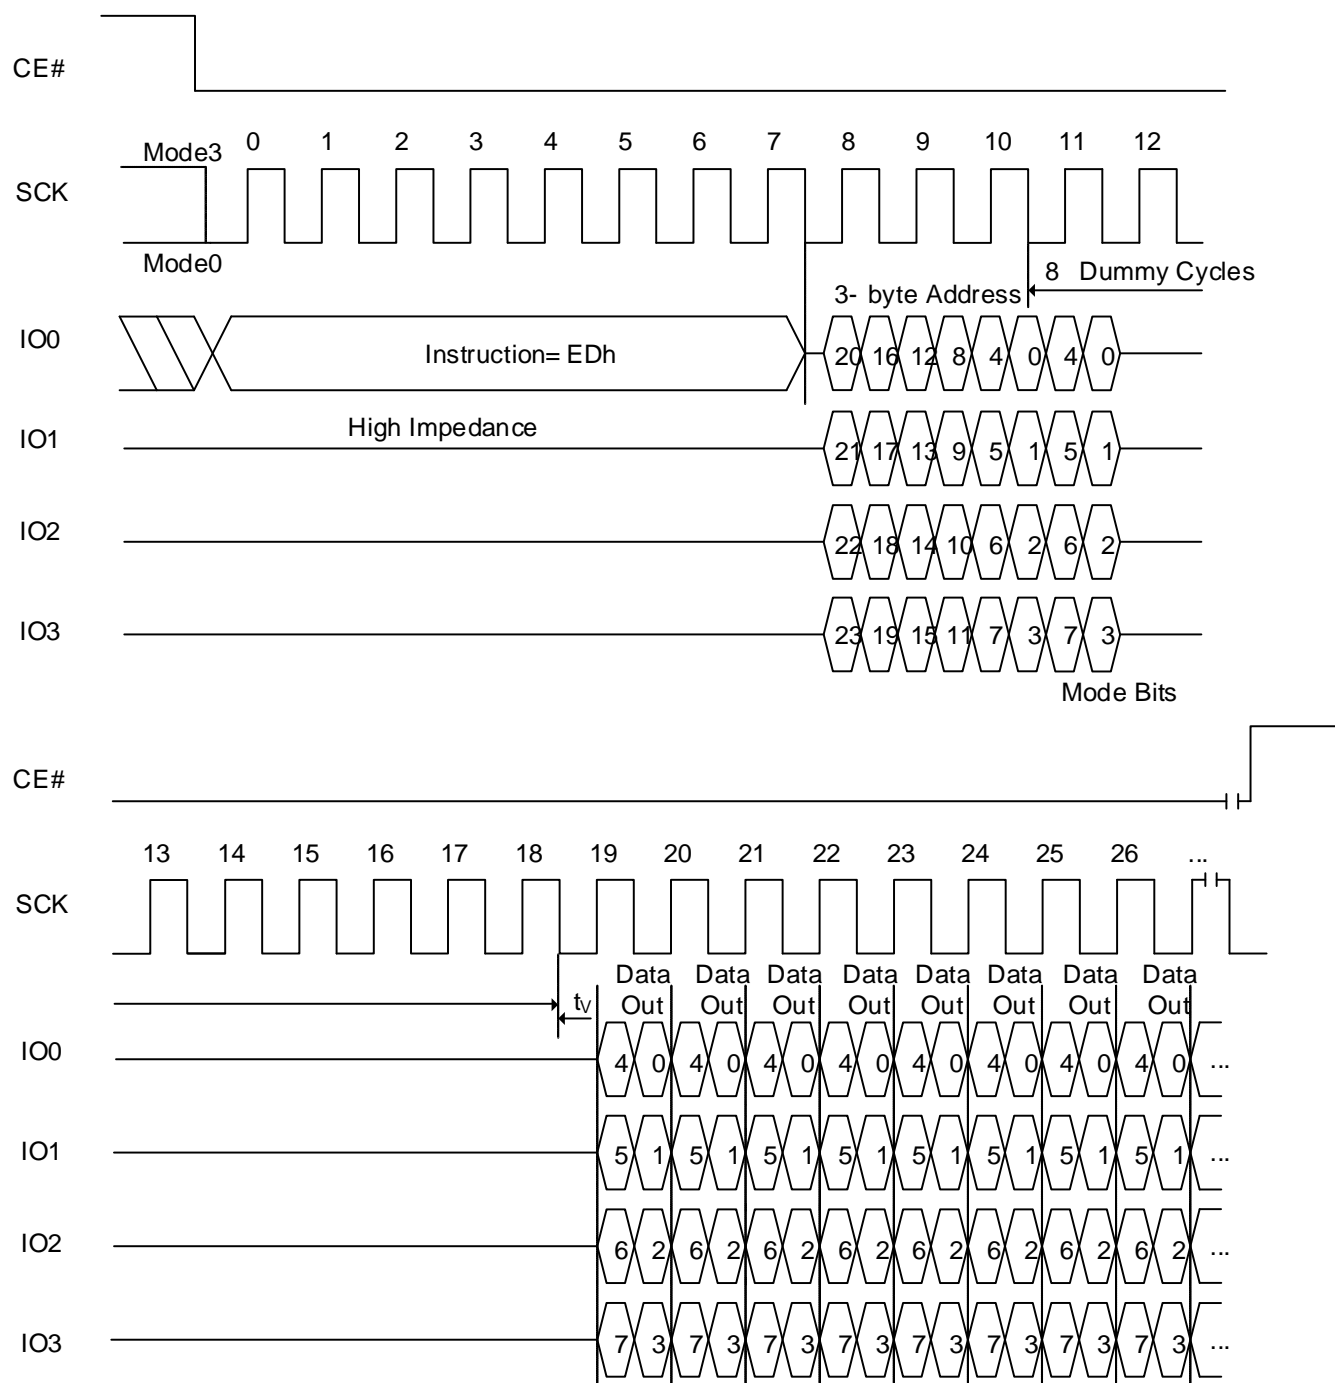 CE#
0 1 2 3 4 5 6 7 8 9 10 11 12
Mode3
SCK
Mode0
8 Dummy Cycles
3- byte Address
IO0 Instruction= EDh 20 16 12 8 4 0 4 0
High Impedance
IO1 21 17 13 9 5 1 5 1
IO2 22 18 14 10 6 2 6 2
IO3 23 19 15 11 7 3 7 3
Mode Bits
CE#
13 14 15 16 17 18 19 20 21 22 23 24 25 26 ...
SCK
Data Data Data Data Data Data Data Data
tV Out Out Out Out Out Out Out Out
IO0 4 0 4 0 4 0 4 0 4 0 4 0 4 0 4 0 ...
IO1 5 1 5 1 5 1 5 1 5 1 5 1 5 1 5 1 ...
IO2 6 2 6 2 6 2 6 2 6 2 6 2 6 2 6 2 ...
IO3 7 3 7 3 7 3 7 3 7 3 7 3 7 3 7 3 ...